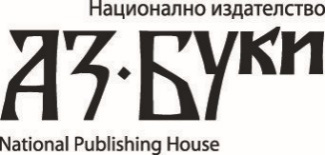 Национално издателство
АЗ·БУКИ
National Publishing House